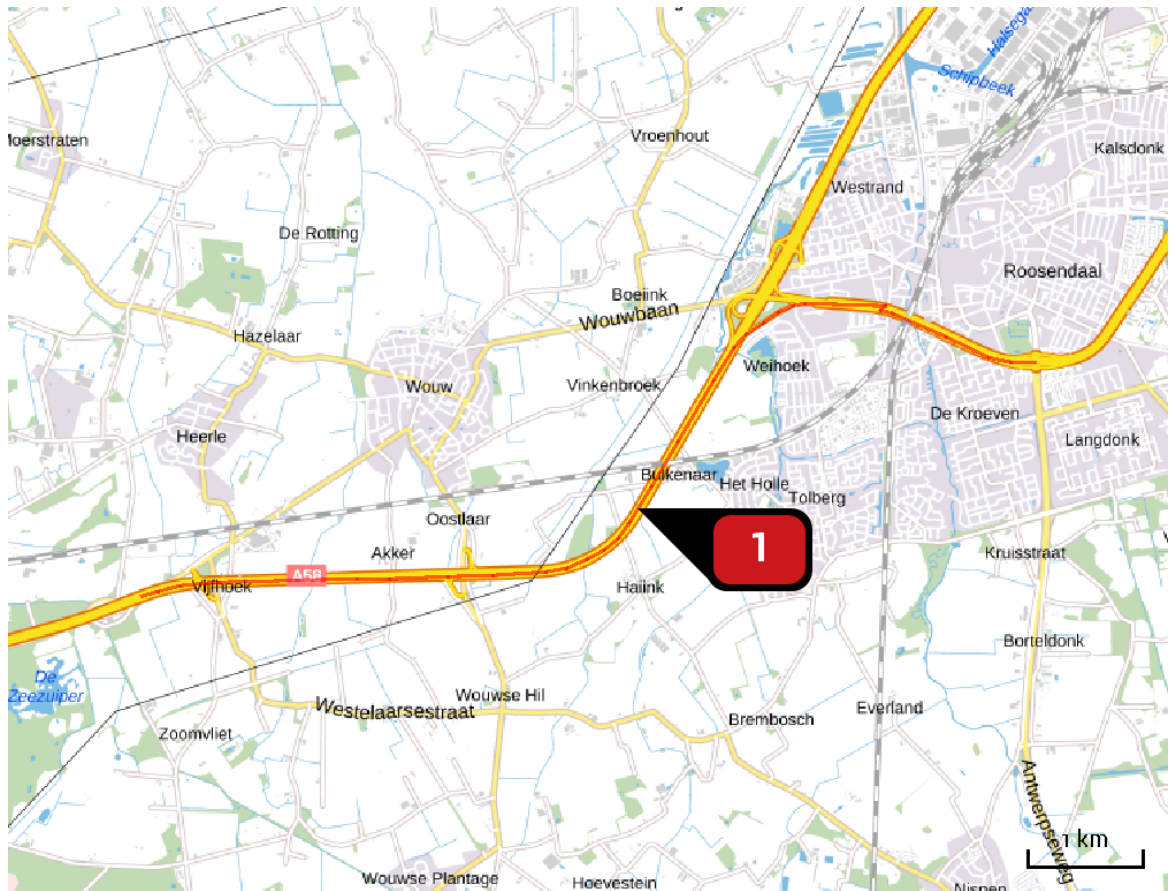 Halsega
Schipbeek
Moerstraten
Vroenhout
Kalsdonk
Westrand
De Rotting
Roosendaal
Boeiink
Wouwbaan
Hazelaar
Weihoek
Wouw
Vinkenbroek
De Kroeven
Heerle
Langdonk
Bulkenaar
Het Holle
Tolberg
Oostlaar
1
Akker
Kruisstraat
A58
Vijfhoek
Haiink
Borteldonk
De
Zeezuiper
Wouwse Hil
Westelaarsestraat
Everland
Brembosch
Zoomvliet
Antwerpseweg
1 km
Wouwse Plantage
Hoevestein
Nispen